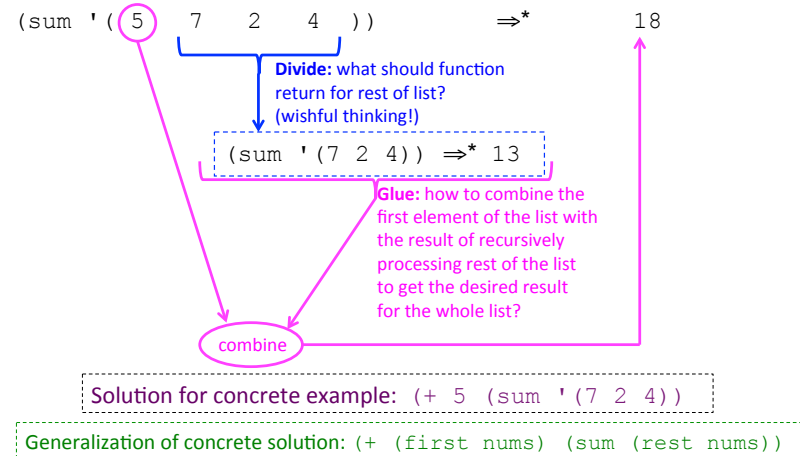 (sum '( 5 7 2 4 )) ⇒* 18
Divide: what should function
return for rest of list?
(wishful thinking!)
(sum '(7 2 4)) ⇒* 13
Glue: how to combine the
first element of the list with
the result of recursively
processing rest of the list
to get the desired result
for the whole list?
combine
Solution for concrete example: (+ 5 (sum '(7 2 4))
Generalization of concrete solution: (+ (first nums) (sum (rest nums))